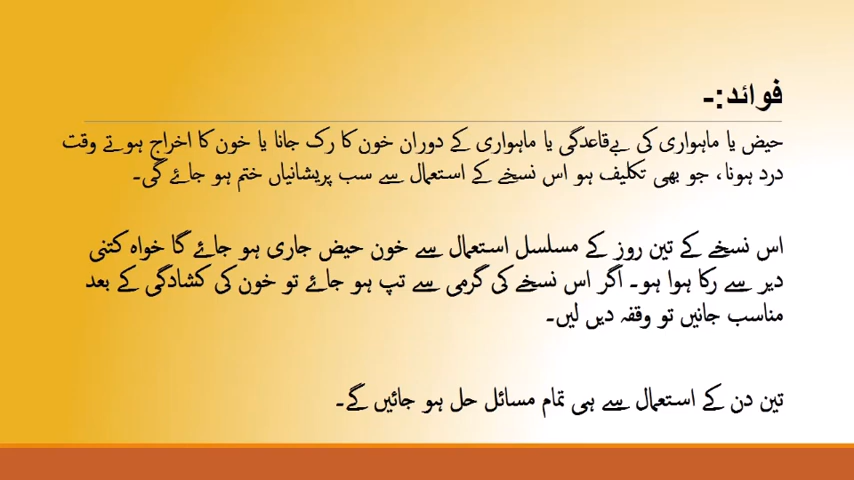 فوائد:-
حیض یا ماہواری کی بےقاعدگی یا ماہواری کے دوران خون کا رک جانا یا خون کا اخراج ہوتے وقت
درد ہونا، جو بھی تکلیف ہو اس نسخے کے استعمال سے سب پریشانیاں ختم ہو جائے گی۔
اس نسخے کے تین روز کے مسلسل استعمال سے خون حیض جاری ہو جائے گا خواہ کتنی
دیر سے رکا ہوا ہو۔ اگر اس نسخے کی گرمی سے تپ ہو جائے تو خون کی کشادگی کے بعد
مناسب جانیں تو وقفہ دیں لیں۔
تین دن کے استعمال سے ہی تمام مسائل حل ہو جائیں گے۔